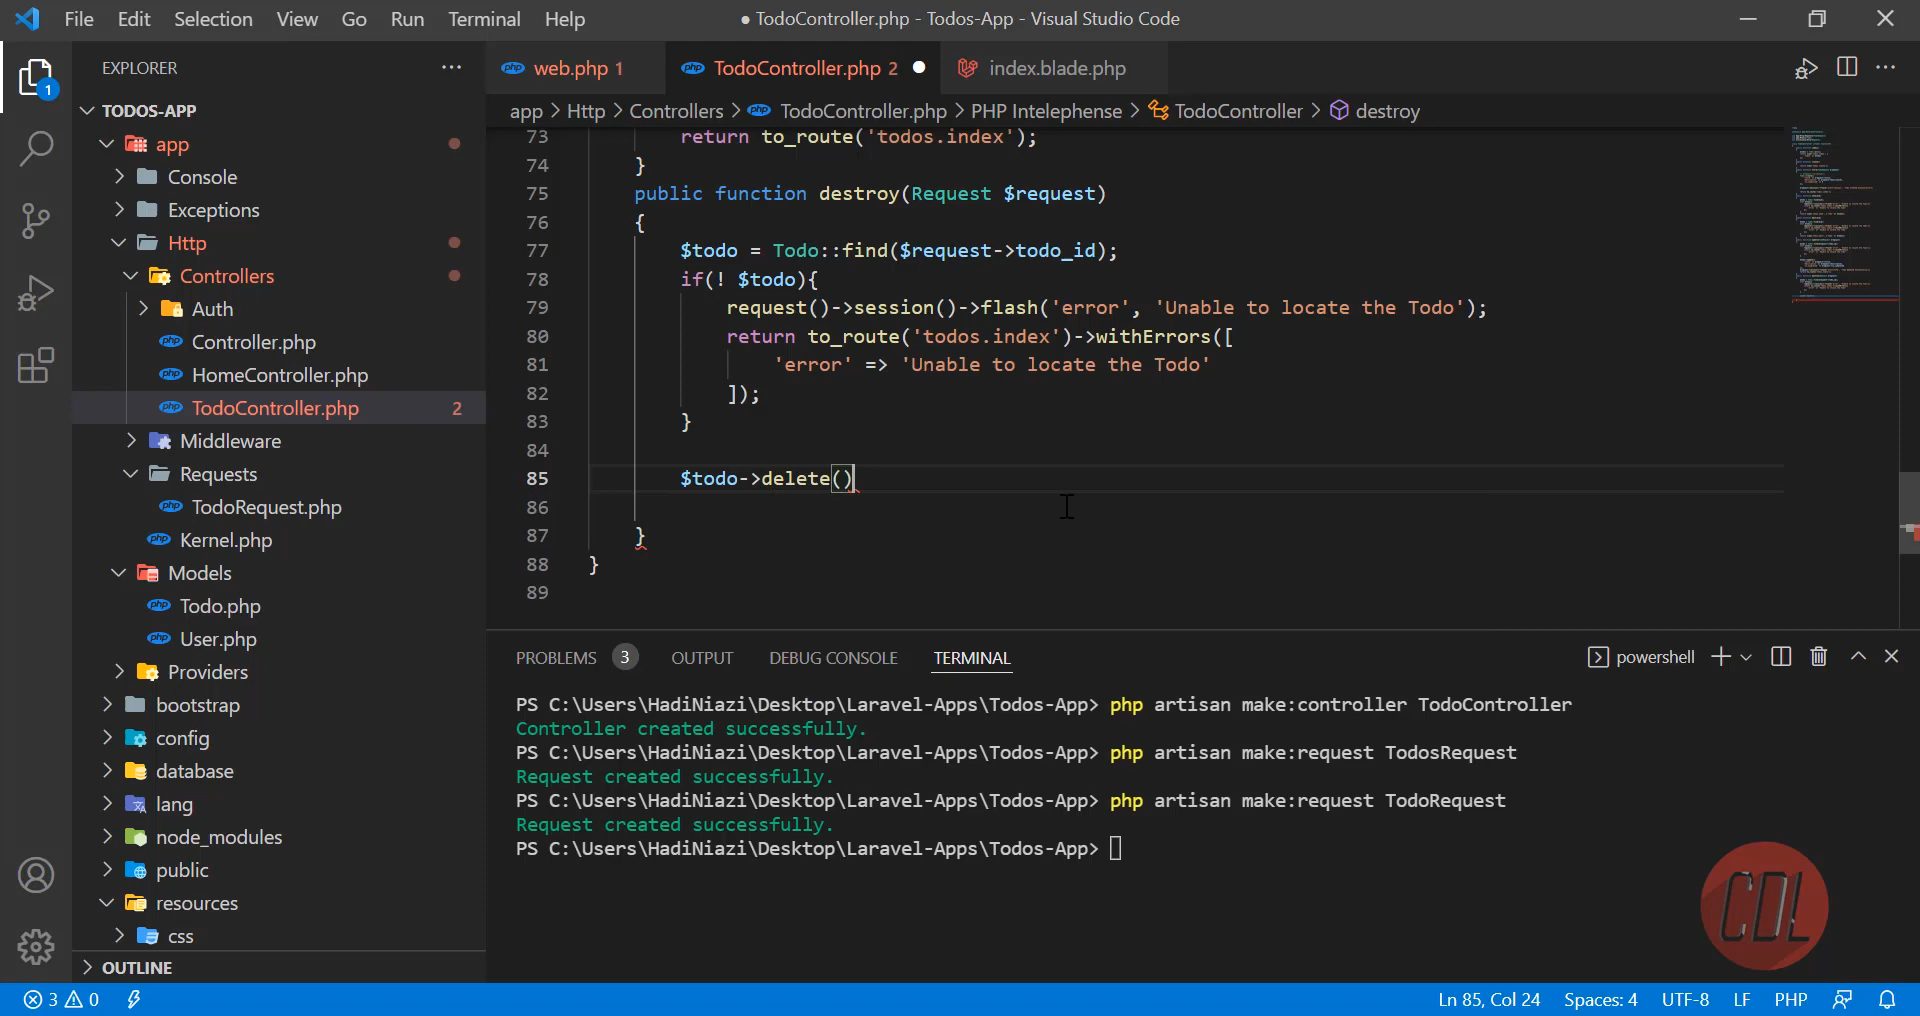 File Edit Selection View Go Run Terminal Help
● TodoController.php - Todos-App - Visual Studio Code
EXPLORER
1
TODOS-APP
app
Console
Exceptions
Http
Controllers
Auth
Controller.php
HomeController.php
TodoController.php 2
Middleware
Requests
TodoRequest.php
Kernel.php
Models
Todo.php
User.php
Providers
bootstrap
config
database
lang
node_modules
public
resources
css
OUTLINE
php web.php 1
php TodoController.php 2
index.blade.php
app > Http > Controllers > php TodoController.php > PHP Intelephense > TodoController > destroy
73 return to_route('todos.index');
74 }
75 public function destroy(Request $request)
76 {
77 $todo = Todo::find($request->todo_id);
78 if(! $todo){
79 request()->session()->flash('error', 'Unable to locate the Todo');
80 return to_route('todos.index')->withErrors([
81 'error' => 'Unable to locate the Todo'
82 ]);
83 }
84
85 $todo->delete()
86
87 }
88 }
89
PROBLEMS 3 OUTPUT DEBUG CONSOLE TERMINAL
powershell
PS C:\Users\HadiNiazi\Desktop\Laravel-Apps\Todos-App> php artisan make:controller TodoController
Controller created successfully.
PS C:\Users\HadiNiazi\Desktop\Laravel-Apps\Todos-App> php artisan make:request TodosRequest
Request created successfully.
PS C:\Users\HadiNiazi\Desktop\Laravel-Apps\Todos-App> php artisan make:request TodoRequest
Request created successfully.
PS C:\Users\HadiNiazi\Desktop\Laravel-Apps\Todos-App>
CDL
3 0
Ln 85, Col 24 Spaces: 4 UTF-8 LF PHP